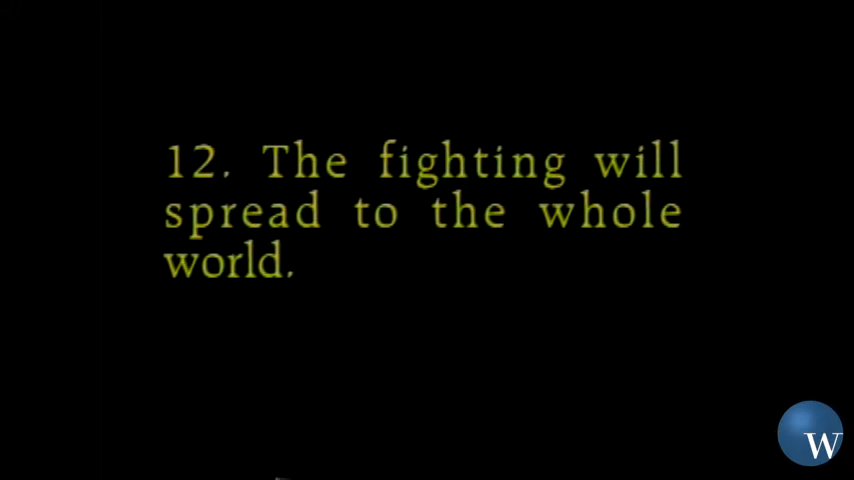 12. The fighting will
spread to the whole
world.
W